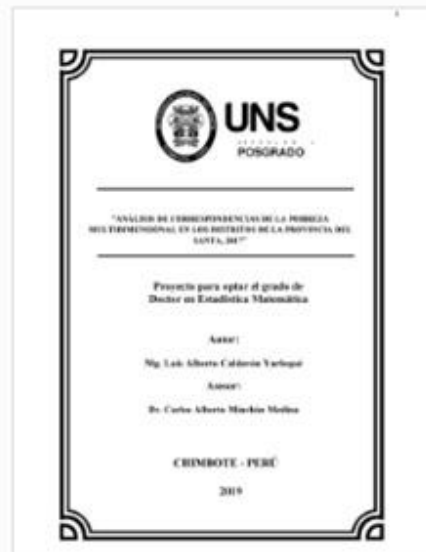 UNS
POSGRADO
"ANÁLISIS DE CORRESPONDENCIAS DE LA POBREZA
MULTIDIMENSIONAL EN LOS DISTRITOS DE LA PROVINCIA DEL
SANTA, 2017"
Proyecto para optar el grado de
Doctor en Estadística Matemática
Autor:
Mg. Luis Alberto Calderón
Asesor:
Dr. Carlos Alberto Minchón Medina
CHIMBOTE - PERÚ
2019